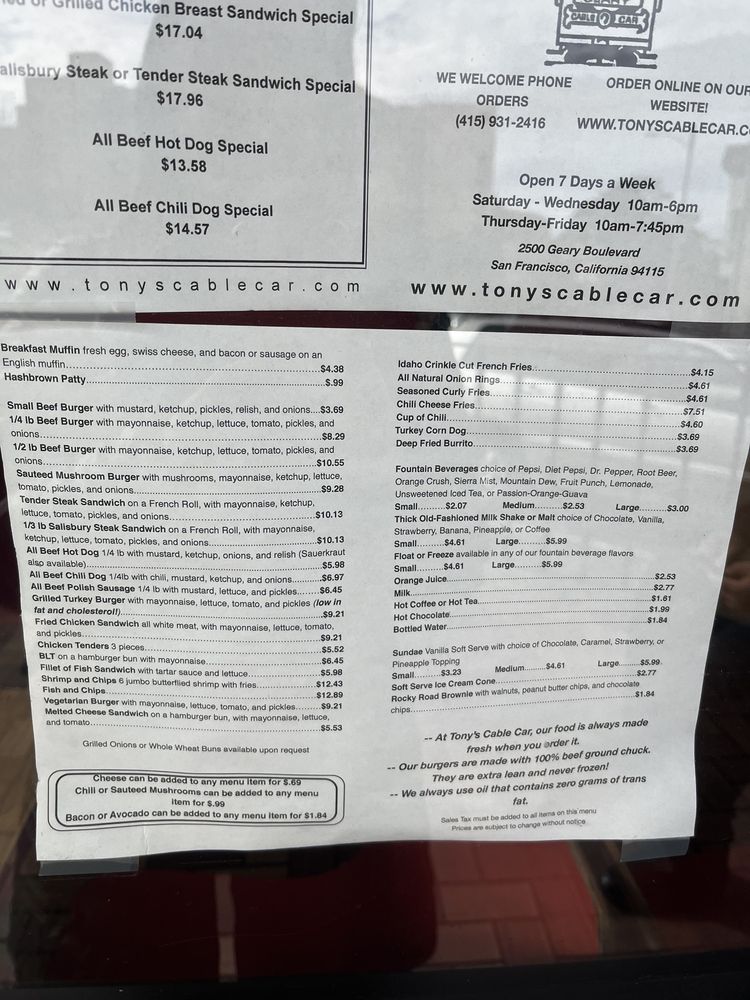 Grilled Chicken Breast Sandwich Special
$17.04
alisbury Steak or Tender Steak Sandwich Special
$17.96
All Beef Hot Dog Special
$13.58
All Beef Chili Dog Special
$14.57
www.tonyscablecar.com
CABLE CAR
WE WELCOME PHONE
ORDERS
(415) 931-2416
ORDER ONLINE ON OUR
WEBSITE!
WWW.TONYSCABLECAR.C
Open 7 Days a Week
Saturday - Wednesday 10am-6pm
Thursday-Friday 10am-7:45pm
2500 Geary Boulevard
San Francisco, California 94115
www.tonyscablecar.com
Breakfast Muffin fresh egg, swiss cheese, and bacon or sausage on an
English muffin...$4.38
Hashbrown Patty...$.99
Small Beef Burger with mustard, ketchup, pickles, relish, and onions....$3.69
1/4 lb Beef Burger with mayonnaise, ketchup, lettuce, tomato, pickles, and
onions...$8.29
1/2 lb Beef Burger with mayonnaise, ketchup, lettuce, tomato, pickles, and
onions...$10.55
Sauteed Mushroom Burger with mushrooms, mayonnaise, ketchup, lettuce,
tomato, pickles, and onions...$9.28
Tender Steak Sandwich on a French Roll, with mayonnaise, ketchup,
lettuce, tomato, pickles, and onions...$10.13
1/3 lb Salisbury Steak Sandwich on a French Roll, with mayonnaise,
ketchup, lettuce, tomato, pickles, and onions...$10.13
All Beef Hot Dog 1/4 lb with mustard, ketchup, onions, and relish (Sauerkraut
also available)...$5.98
All Beef Chili Dog 1/4lb with chili, mustard, ketchup, and onions...$6.97
All Beef Polish Sausage 1/4 lb with mustard, lettuce, and pickles...$6.45
Grilled Turkey Burger with mayonnaise, lettuce, tomato, and pickles (low in
fat and cholesterol!)...$9.21
Fried Chicken Sandwich all white meat, with mayonnaise, lettuce, tomato,
and pickles...$9.21
Chicken Tenders 3 pieces...$5.52
BLT on a hamburger bun with mayonnaise...$6.45
Fillet of Fish Sandwich with tartar sauce and lettuce...$5.98
Shrimp and Chips 6 jumbo butterflied shrimp with fries...$12.43
Fish and Chips...$12.89
Vegetarian Burger with mayonnaise, lettuce, tomato, and pickles...$9.21
Melted Cheese Sandwich on a hamburger bun, with mayonnaise, lettuce,
and tomato...$5.53
Grilled Onions or Whole Wheat Buns available upon request
Cheese can be added to any menu item for $.69
Chili or Sauteed Mushrooms can be added to any menu
item for $.99
Bacon or Avocado can be added to any menu item for $1.84
Idaho Crinkle Cut French Fries...$4.15
All Natural Onion Rings...$4.61
Seasoned Curly Fries...$4.61
Chili Cheese Fries...$7.51
Cup of Chili...$4.60
Turkey Corn Dog...$3.69
Deep Fried Burrito...$3.69
Fountain Beverages choice of Pepsi, Diet Pepsi, Dr. Pepper, Root Beer,
Orange Crush, Sierra Mist, Mountain Dew, Fruit Punch, Lemonade,
Unsweetened Iced Tea, or Passion-Orange-Guava
Small.........$2.07 Medium.........$2.53 Large.........$3.00
Thick Old-Fashioned Milk Shake or Malt choice of Chocolate, Vanilla,
Strawberry, Banana, Pineapple, or Coffee
Small.........$4.61 Large.........$5.99
Float or Freeze available in any of our fountain beverage flavors
Small.........$4.61 Large.........$5.99
Orange Juice...$2.53
Milk...$2.77
Hot Coffee or Hot Tea...$1.61
Hot Chocolate...$1.99
Bottled Water...$1.84
Sundae Vanilla Soft Serve with choice of Chocolate, Caramel, Strawberry, or
Pineapple Topping
Small.........$3.23 Medium.........$4.61 Large.........$5.99
Soft Serve Ice Cream Cone...$2.77
Rocky Road Brownie with walnuts, peanut butter chips, and chocolate
chips...$1.84
-- At Tony's Cable Car, our food is always made
fresh when you order it.
-- Our burgers are made with 100% beef ground chuck.
They are extra lean and never frozen!
-- We always use oil that contains zero grams of trans
fat.
Sales Tax must be added to all items on this menu
Prices are subject to change without notice